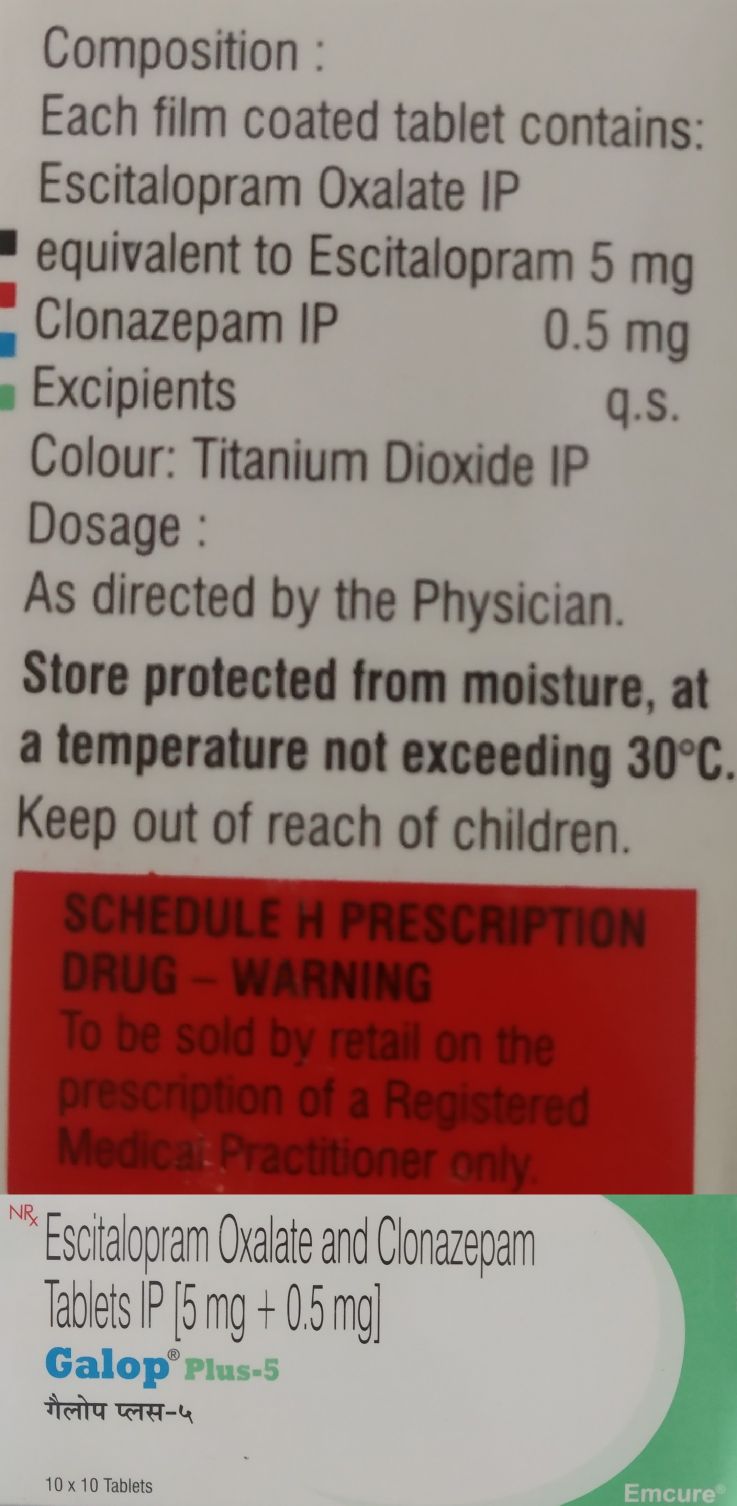 Composition :
Each film coated tablet contains:
Escitalopram Oxalate IP
equivalent to Escitalopram 5 mg
Clonazepam IP 0.5 mg
Excipients q.s.
Colour: Titanium Dioxide IP
Dosage :
As directed by the Physician.
Store protected from moisture, at
a temperature not exceeding 30°C.
Keep out of reach of children.
SCHEDULE H PRESCRIPTION
DRUG – WARNING
To be sold by retail on the
prescription of a Registered
Medical Practitioner only.
NRx Escitalopram Oxalate and Clonazepam
Tablets IP [5 mg + 0.5 mg]
Galop® Plus-5
गैलोप प्लस-५
10 x 10 Tablets
Emcure®